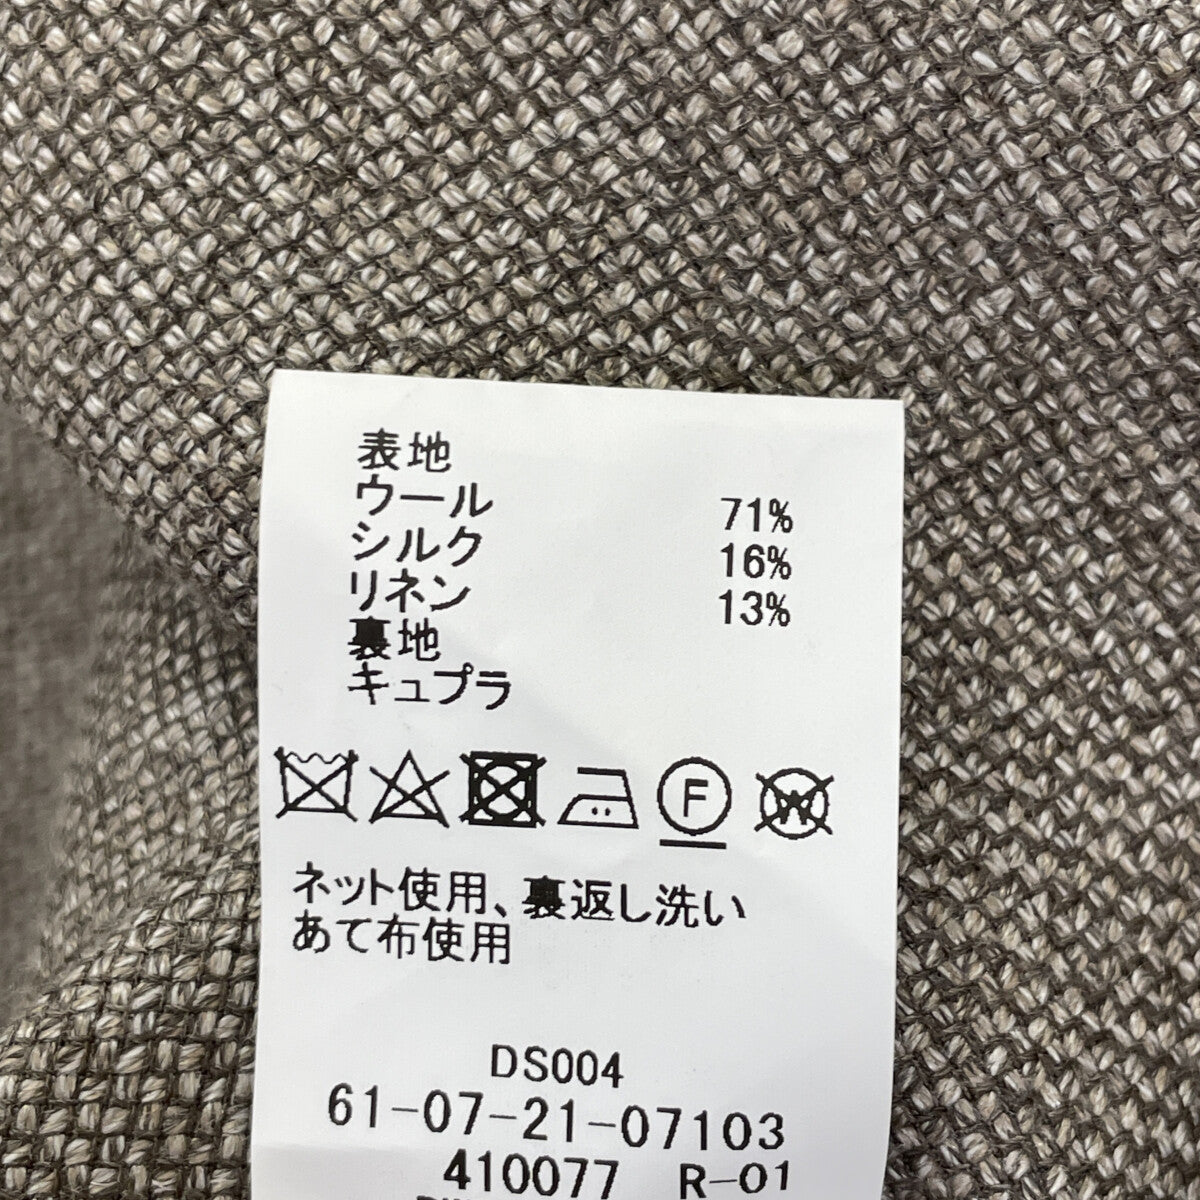 表地
ウール 71%
シルク 16%
リネン 13%
裏地
キュプラ
F W
ネット使用、裏返し洗い
あて布使用
DS004
61-07-21-07103
410077 R-01